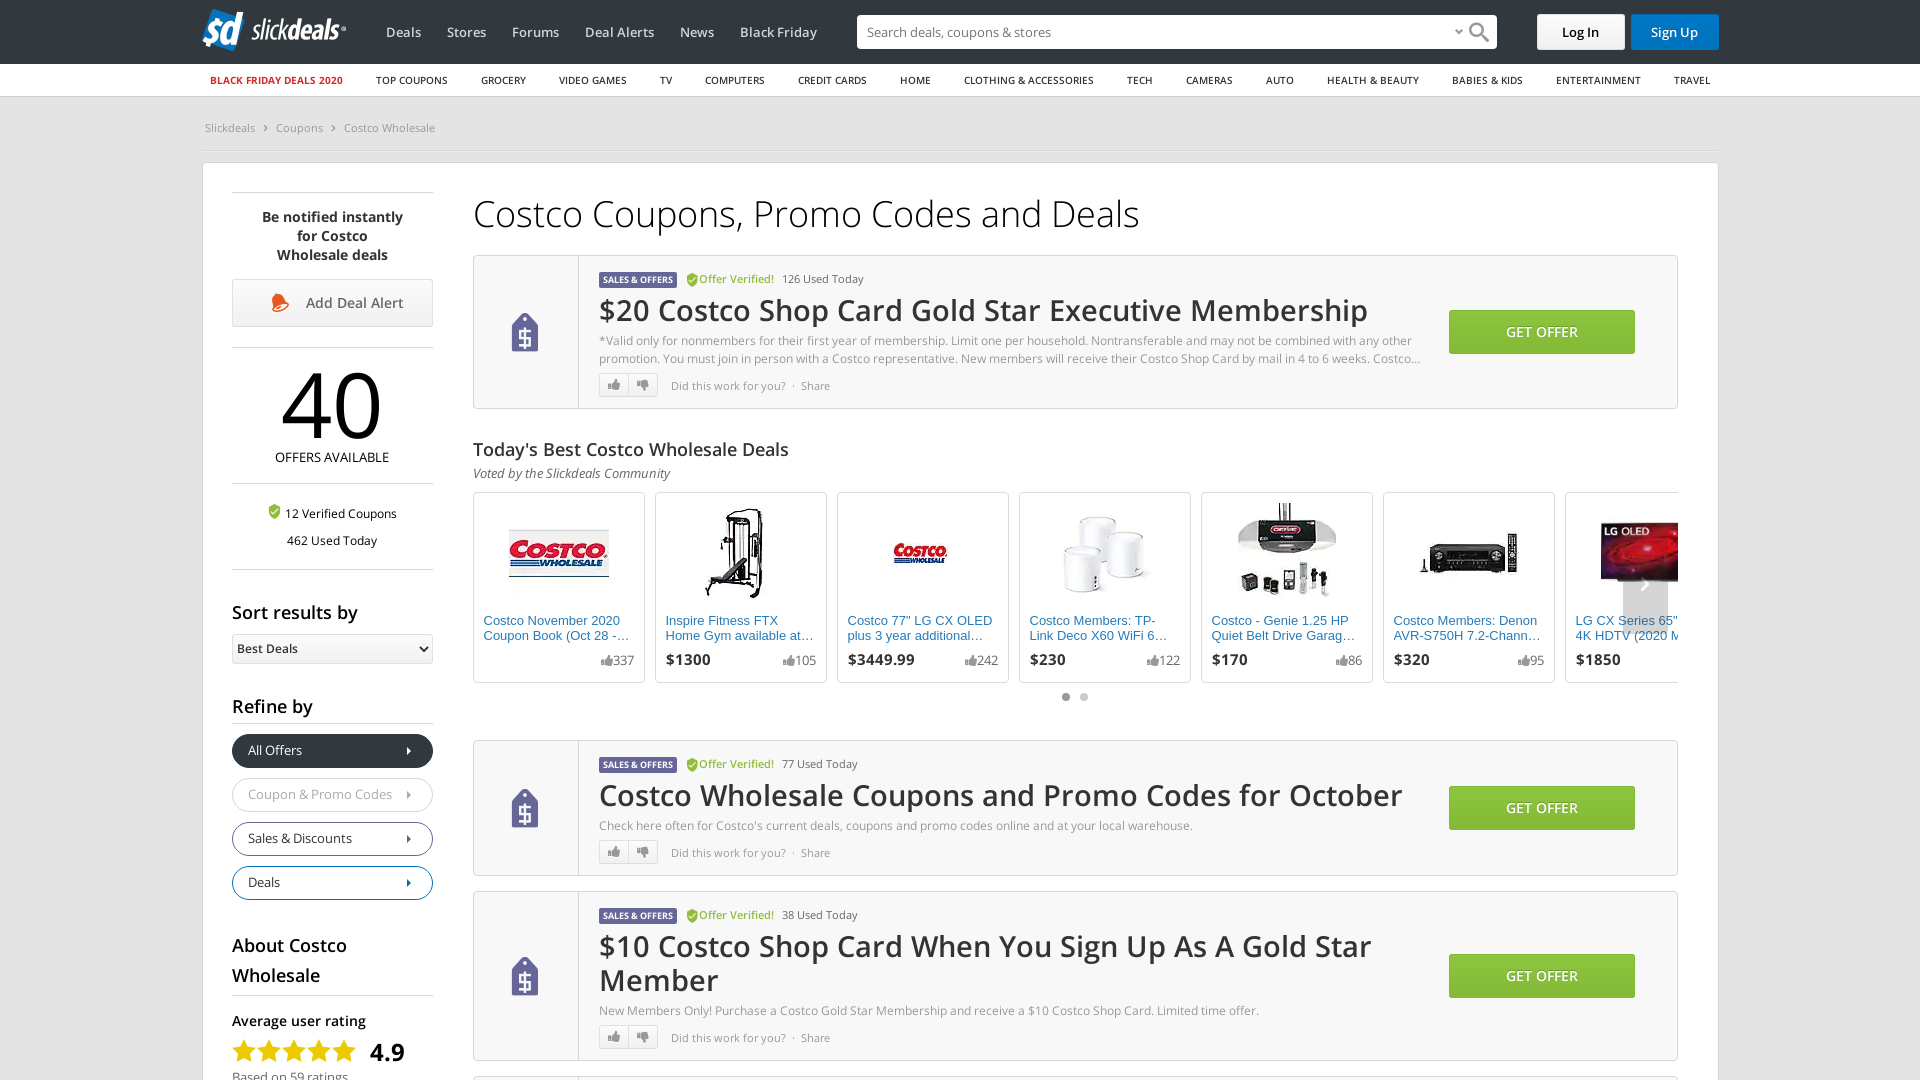 sd slickdeals
Deals
Stores
Forums
Deal Alerts
News
Black Friday
Search deals, coupons & stores
Log In
Sign Up
BLACK FRIDAY DEALS 2020
TOP COUPONS
GROCERY
VIDEO GAMES
TV
COMPUTERS
CREDIT CARDS
HOME
CLOTHING & ACCESSORIES
TECH
CAMERAS
AUTO
HEALTH & BEAUTY
BABIES & KIDS
ENTERTAINMENT
TRAVEL
Slickdeals > Coupons > Costco Wholesale
Be notified instantly
for Costco
Wholesale deals
Add Deal Alert
40
OFFERS AVAILABLE
12 Verified Coupons
462 Used Today
Sort results by
Best Deals
Refine by
All Offers
Coupon & Promo Codes
Sales & Discounts
Deals
About Costco
Wholesale
Average user rating
4.9
Based on 59 ratings
Costco Coupons, Promo Codes and Deals
SALES & OFFERS Offer Verified! 126 Used Today
$20 Costco Shop Card Gold Star Executive Membership
*Valid only for nonmembers for their first year of membership. Limit one per household. Nontransferable and may not be combined with any other
promotion. You must join in person with a Costco representative. New members will receive their Costco Shop Card by mail in 4 to 6 weeks. Costco...
Did this work for you? · Share
GET OFFER
Today's Best Costco Wholesale Deals
Voted by the Slickdeals Community
COSTCO
WHOLESALE
Costco November 2020
Coupon Book (Oct 28 -...
337
Inspire Fitness FTX
Home Gym available at...
$1300 105
COSTCO
WHOLESALE
Costco 77" LG CX OLED
plus 3 year additional...
$3449.99 242
Costco Members: TP-
Link Deco X60 WiFi 6...
$230 122
GENIE
Costco - Genie 1.25 HP
Quiet Belt Drive Garag...
$170 86
Costco Members: Denon
AVR-S750H 7.2-Chann...
$320 95
LG OLED
LG CX Series 65"
4K HDTV (2020 M
$1850
SALES & OFFERS Offer Verified! 77 Used Today
Costco Wholesale Coupons and Promo Codes for October
Check here often for Costco's current deals, coupons and promo codes online and at your local warehouse.
Did this work for you? · Share
GET OFFER
SALES & OFFERS Offer Verified! 38 Used Today
$10 Costco Shop Card When You Sign Up As A Gold Star
Member
New Members Only! Purchase a Costco Gold Star Membership and receive a $10 Costco Shop Card. Limited time offer.
Did this work for you? · Share
GET OFFER